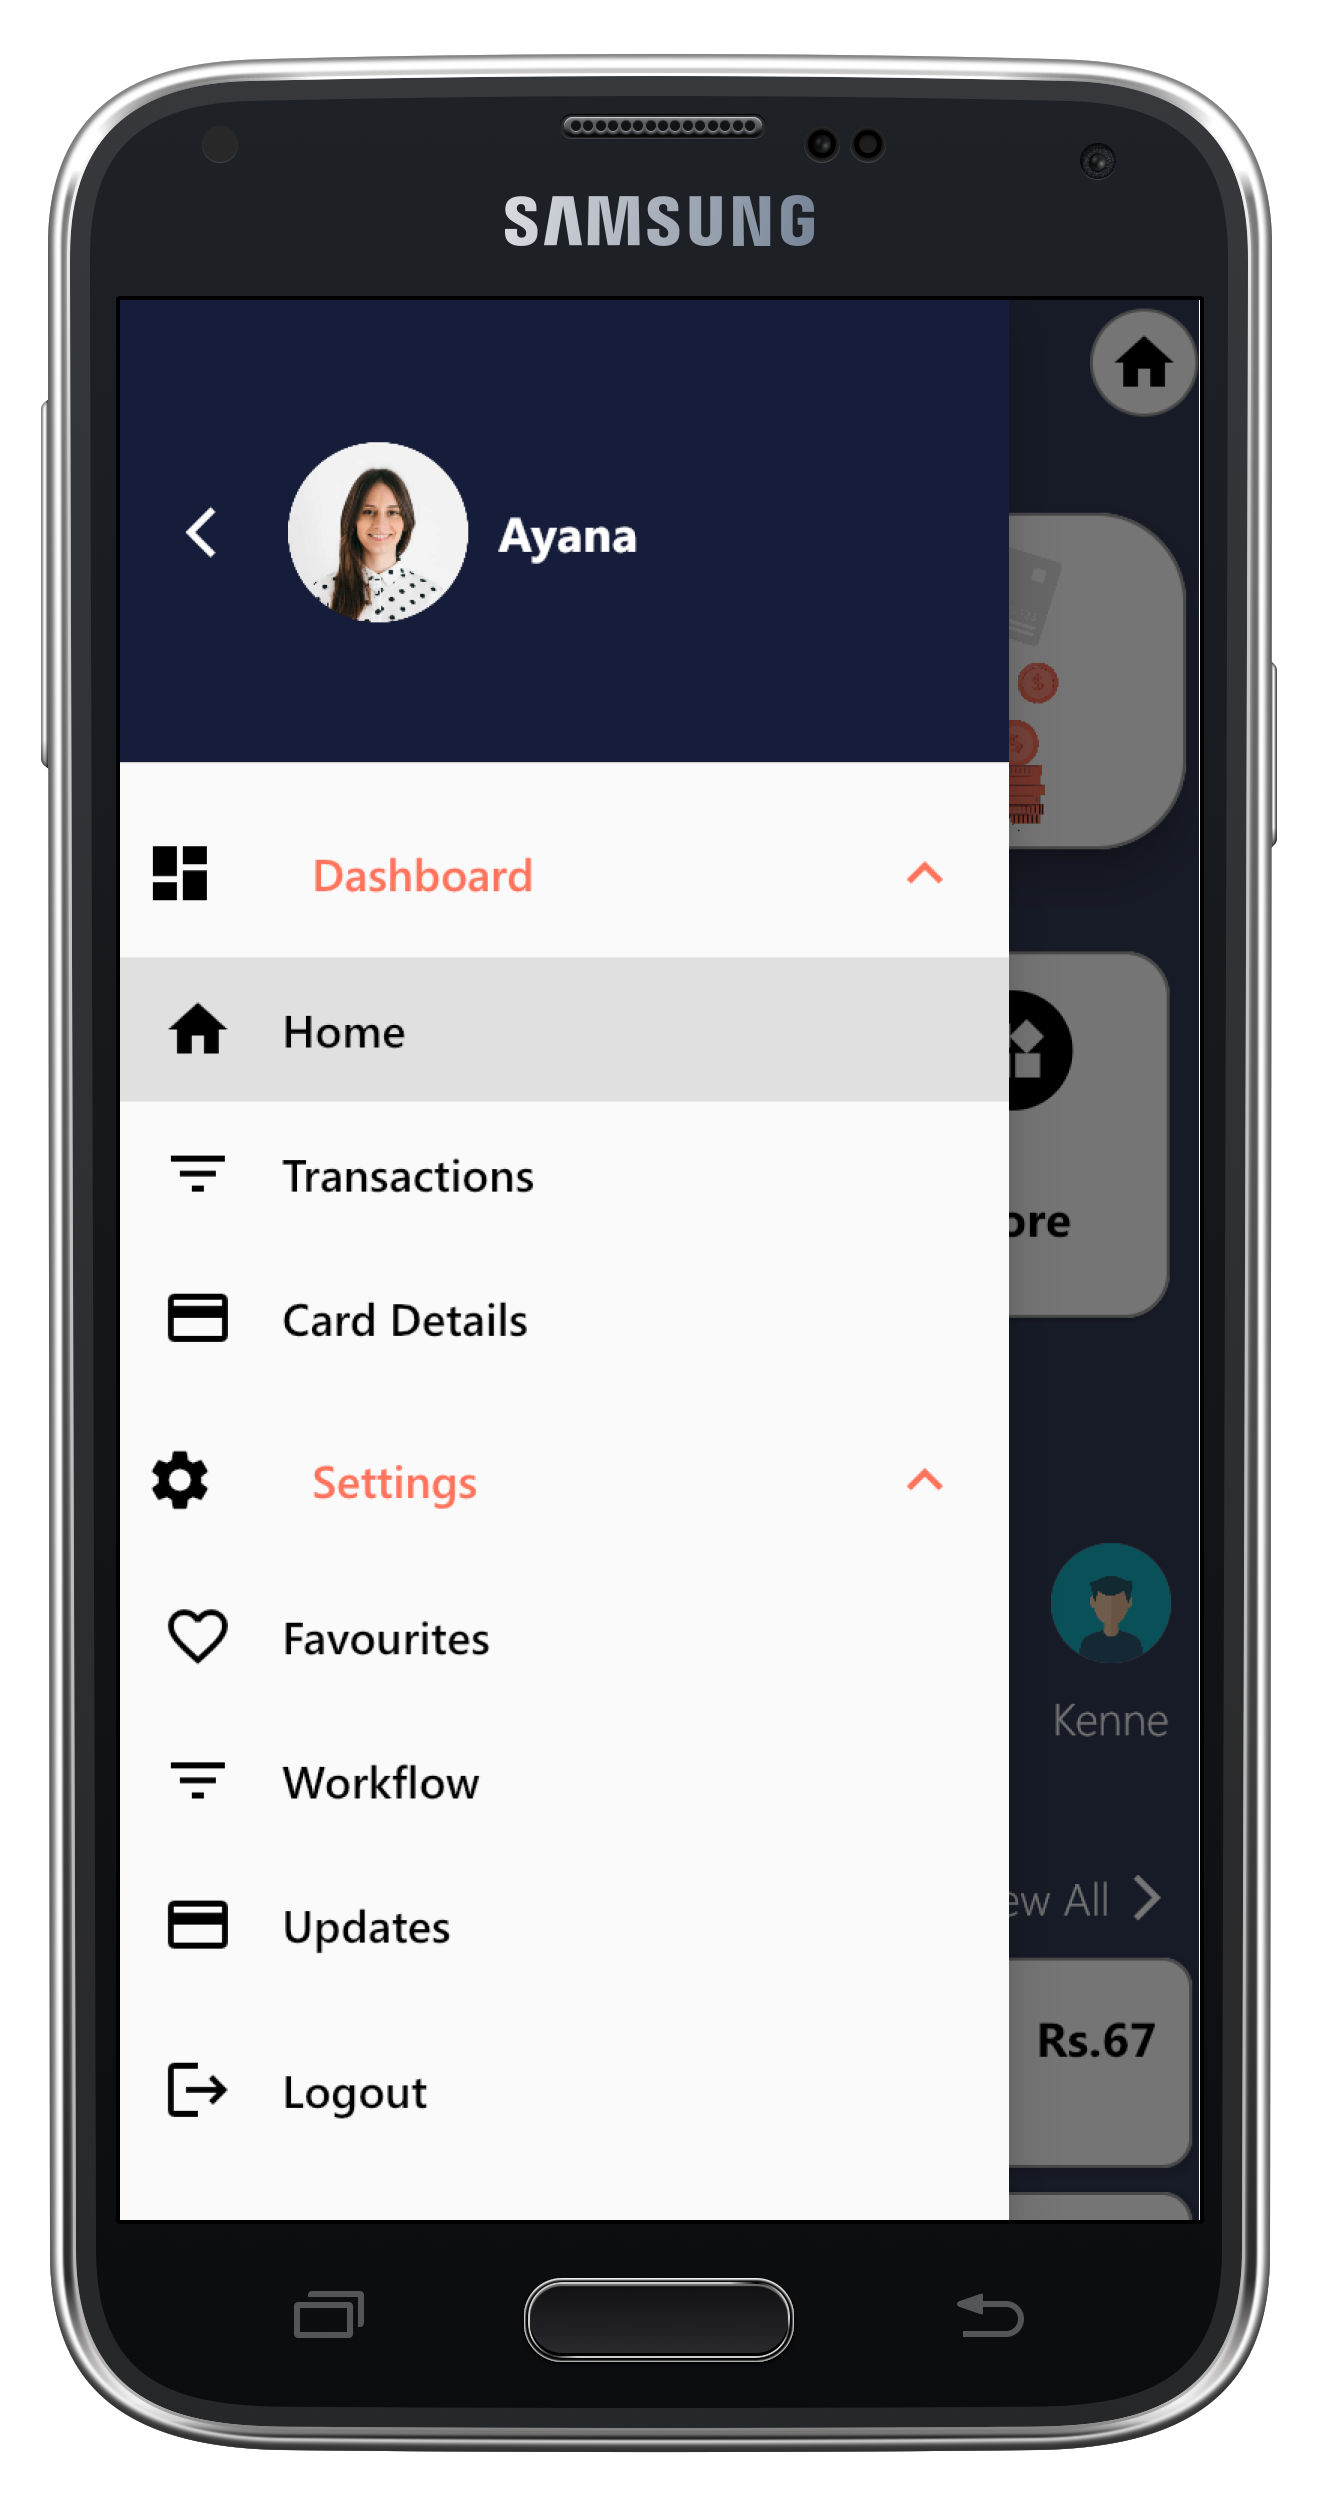 SAMSUNG
Ayana
Dashboard
Home
Transactions
Card Details
Settings
Favourites
Workflow
Updates
Logout
ore
Kenne
ew All
Rs.67